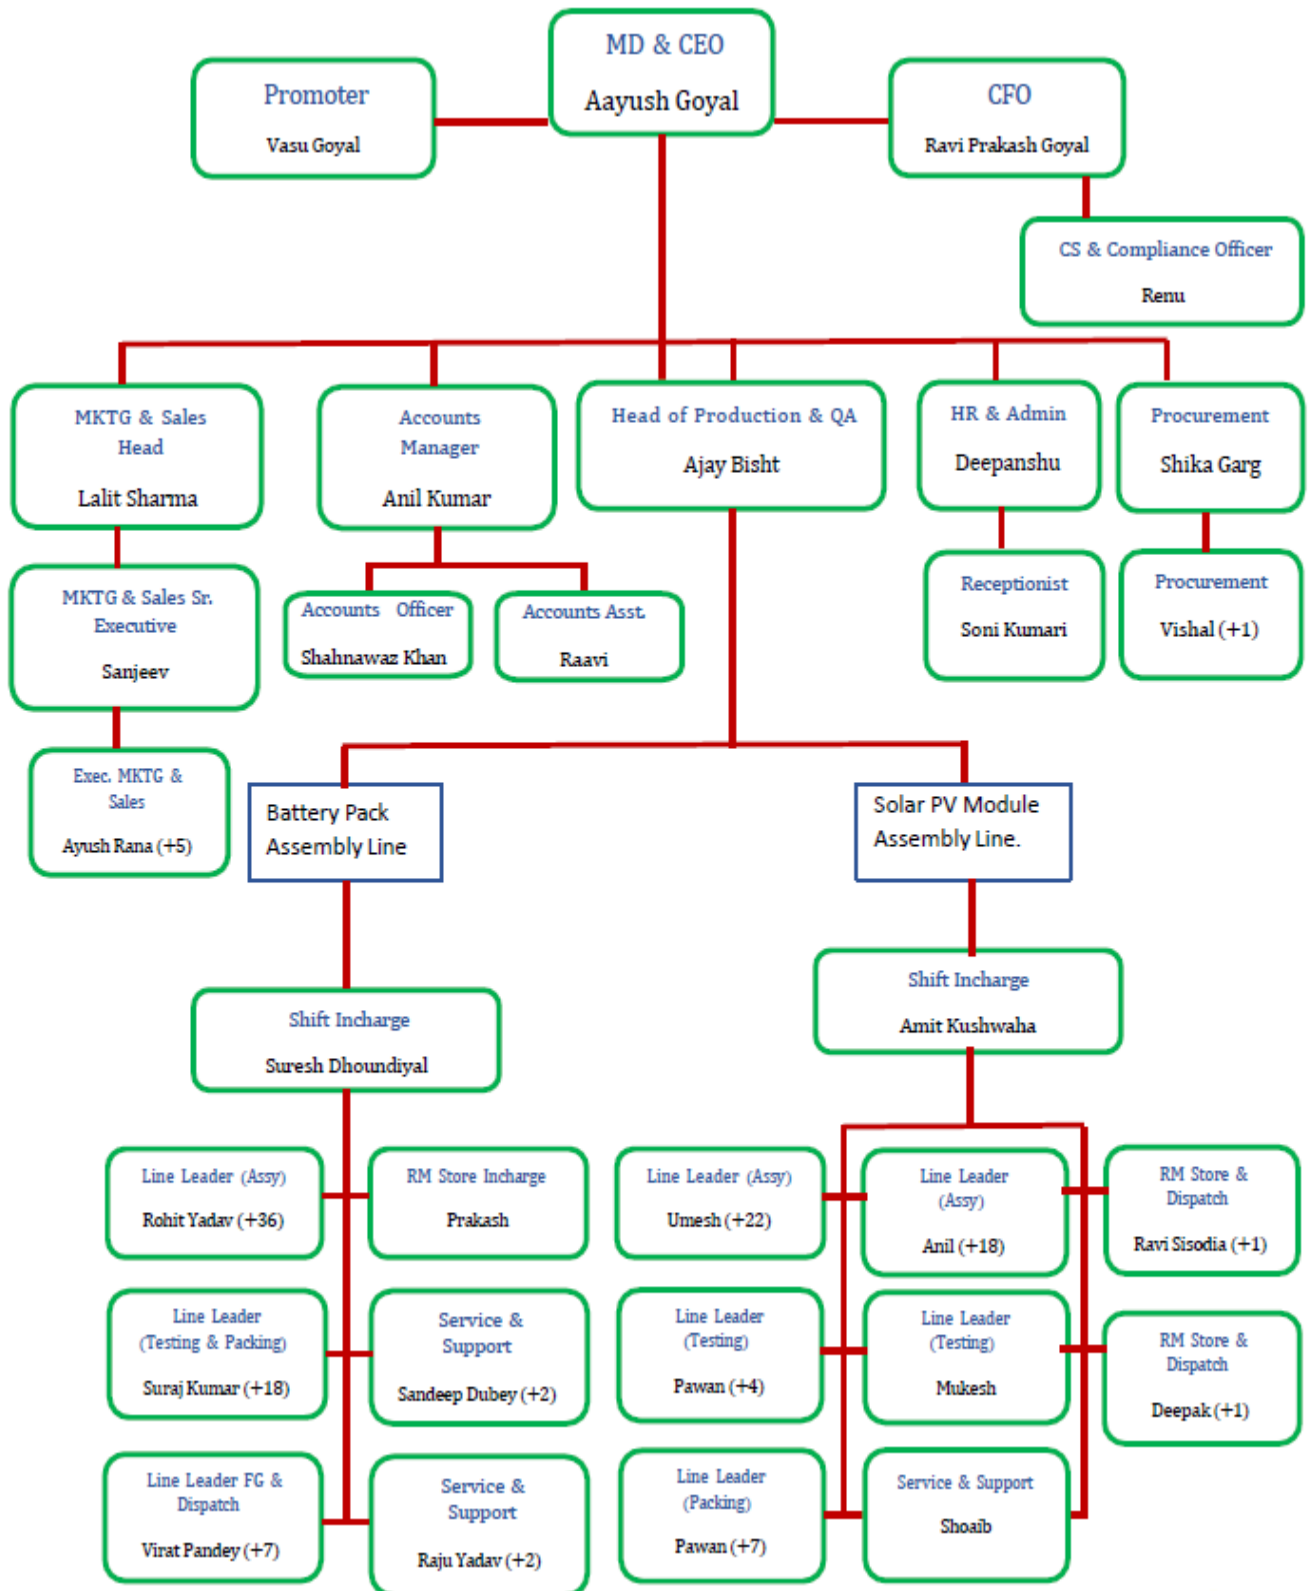 MD & CEO
Aayush Goyal
Promoter
Vasu Goyal
CFO
Ravi Prakash Goyal
CS & Compliance Officer
Renu
MKTG & Sales
Head
Lalit Sharma
Accounts
Manager
Anil Kumar
Head of Production & QA
Ajay Bisht
HR & Admin
Deepanshu
Procurement
Shika Garg
MKTG & Sales Sr.
Executive
Sanjeev
Accounts Officer
Shahnawaz Khan
Accounts Asst.
Raavi
Receptionist
Soni Kumari
Procurement
Vishal (+1)
Exec. MKTG &
Sales
Ayush Rana (+5)
Battery Pack
Assembly Line
Solar PV Module
Assembly Line.
Shift Incharge
Suresh Dhoundiyal
Shift Incharge
Amit Kushwaha
Line Leader (Assy)
Rohit Yadav (+36)
RM Store Incharge
Prakash
Line Leader (Assy)
Umesh (+22)
Line Leader
(Assy)
Anil (+18)
RM Store &
Dispatch
Ravi Sisodia (+1)
Line Leader
(Testing & Packing)
Suraj Kumar (+18)
Service &
Support
Sandeep Dubey (+2)
Line Leader
(Testing)
Pawan (+4)
Line Leader
(Testing)
Mukesh
RM Store &
Dispatch
Deepak (+1)
Line Leader FG &
Dispatch
Virat Pandey (+7)
Service &
Support
Raju Yadav (+2)
Line Leader
(Packing)
Pawan (+7)
Service & Support
Shoaib